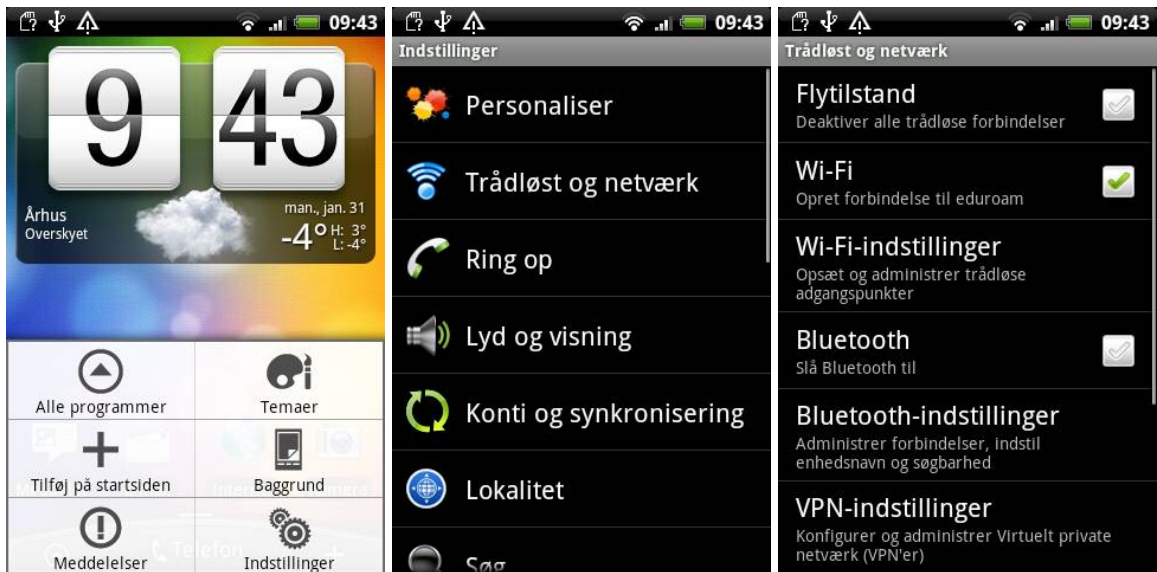 09:43
9
43
Århus
Overskyet
man., jan. 31
-4° H: 3°
L: -4°
Alle programmer
Temaer
Tilføj på startsiden
Baggrund
Telefon
Meddelelser
Indstillinger
09:43
Indstillinger
Personaliser
Trådløst og netværk
Ring op
Lyd og visning
Konti og synkronisering
Lokalitet
Søg
09:43
Trådløst og netværk
Flytilstand
Deaktiver alle trådløse forbindelser
Wi-Fi
Opret forbindelse til eduroam
Wi-Fi-indstillinger
Opsæt og administrer trådløse
adgangspunkter
Bluetooth
Slå Bluetooth til
Bluetooth-indstillinger
Administrer forbindelser, indstil
enhedsnavn og søgbarhed
VPN-indstillinger
Konfigurer og administrer Virtuelt private
netværk (VPN'er)